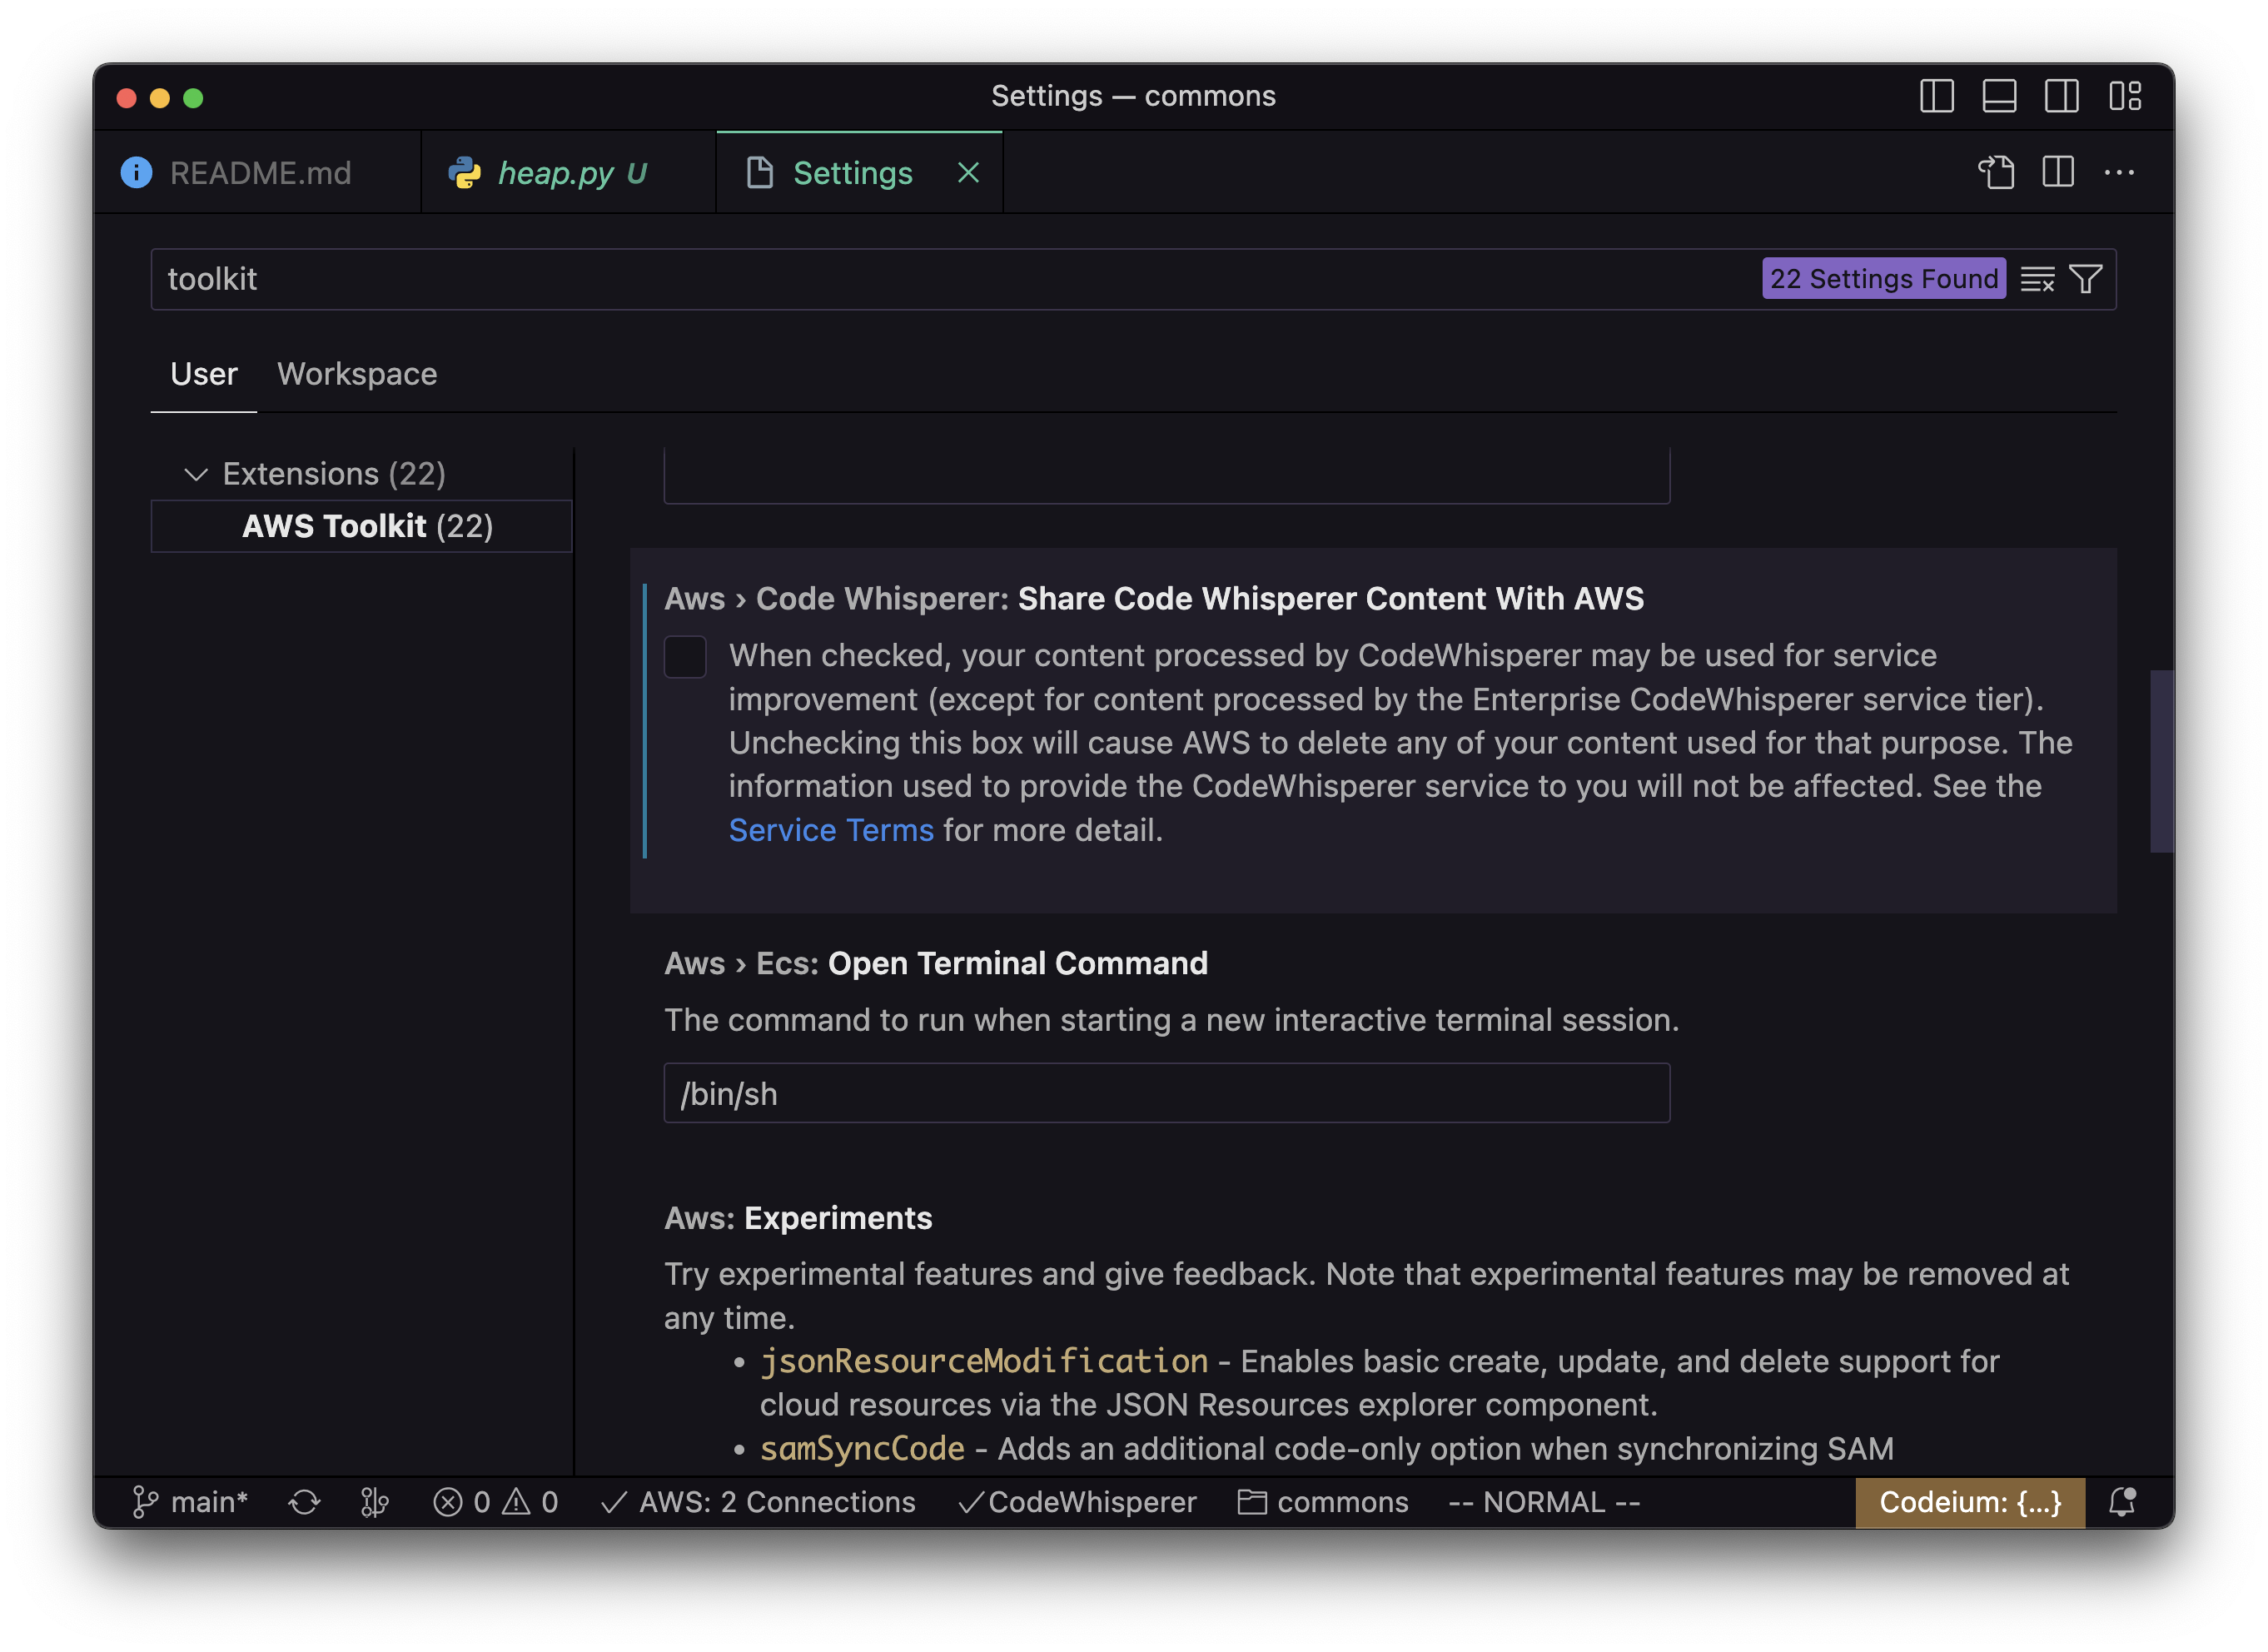 Settings — commons
README.md
heap.py U
Settings
toolkit
22 Settings Found
User
Workspace
Extensions (22)
AWS Toolkit (22)
Aws › Code Whisperer: Share Code Whisperer Content With AWS
When checked, your content processed by CodeWhisperer may be used for service
improvement (except for content processed by the Enterprise CodeWhisperer service tier).
Unchecking this box will cause AWS to delete any of your content used for that purpose. The
information used to provide the CodeWhisperer service to you will not be affected. See the
Service Terms for more detail.
Aws › Ecs: Open Terminal Command
The command to run when starting a new interactive terminal session.
/bin/sh
Aws: Experiments
Try experimental features and give feedback. Note that experimental features may be removed at
any time.
• jsonResourceModification - Enables basic create, update, and delete support for
cloud resources via the JSON Resources explorer component.
• samSyncCode - Adds an additional code-only option when synchronizing SAM
main* 0 0 AWS: 2 Connections CodeWhisperer commons -- NORMAL -- Codeium: {...}